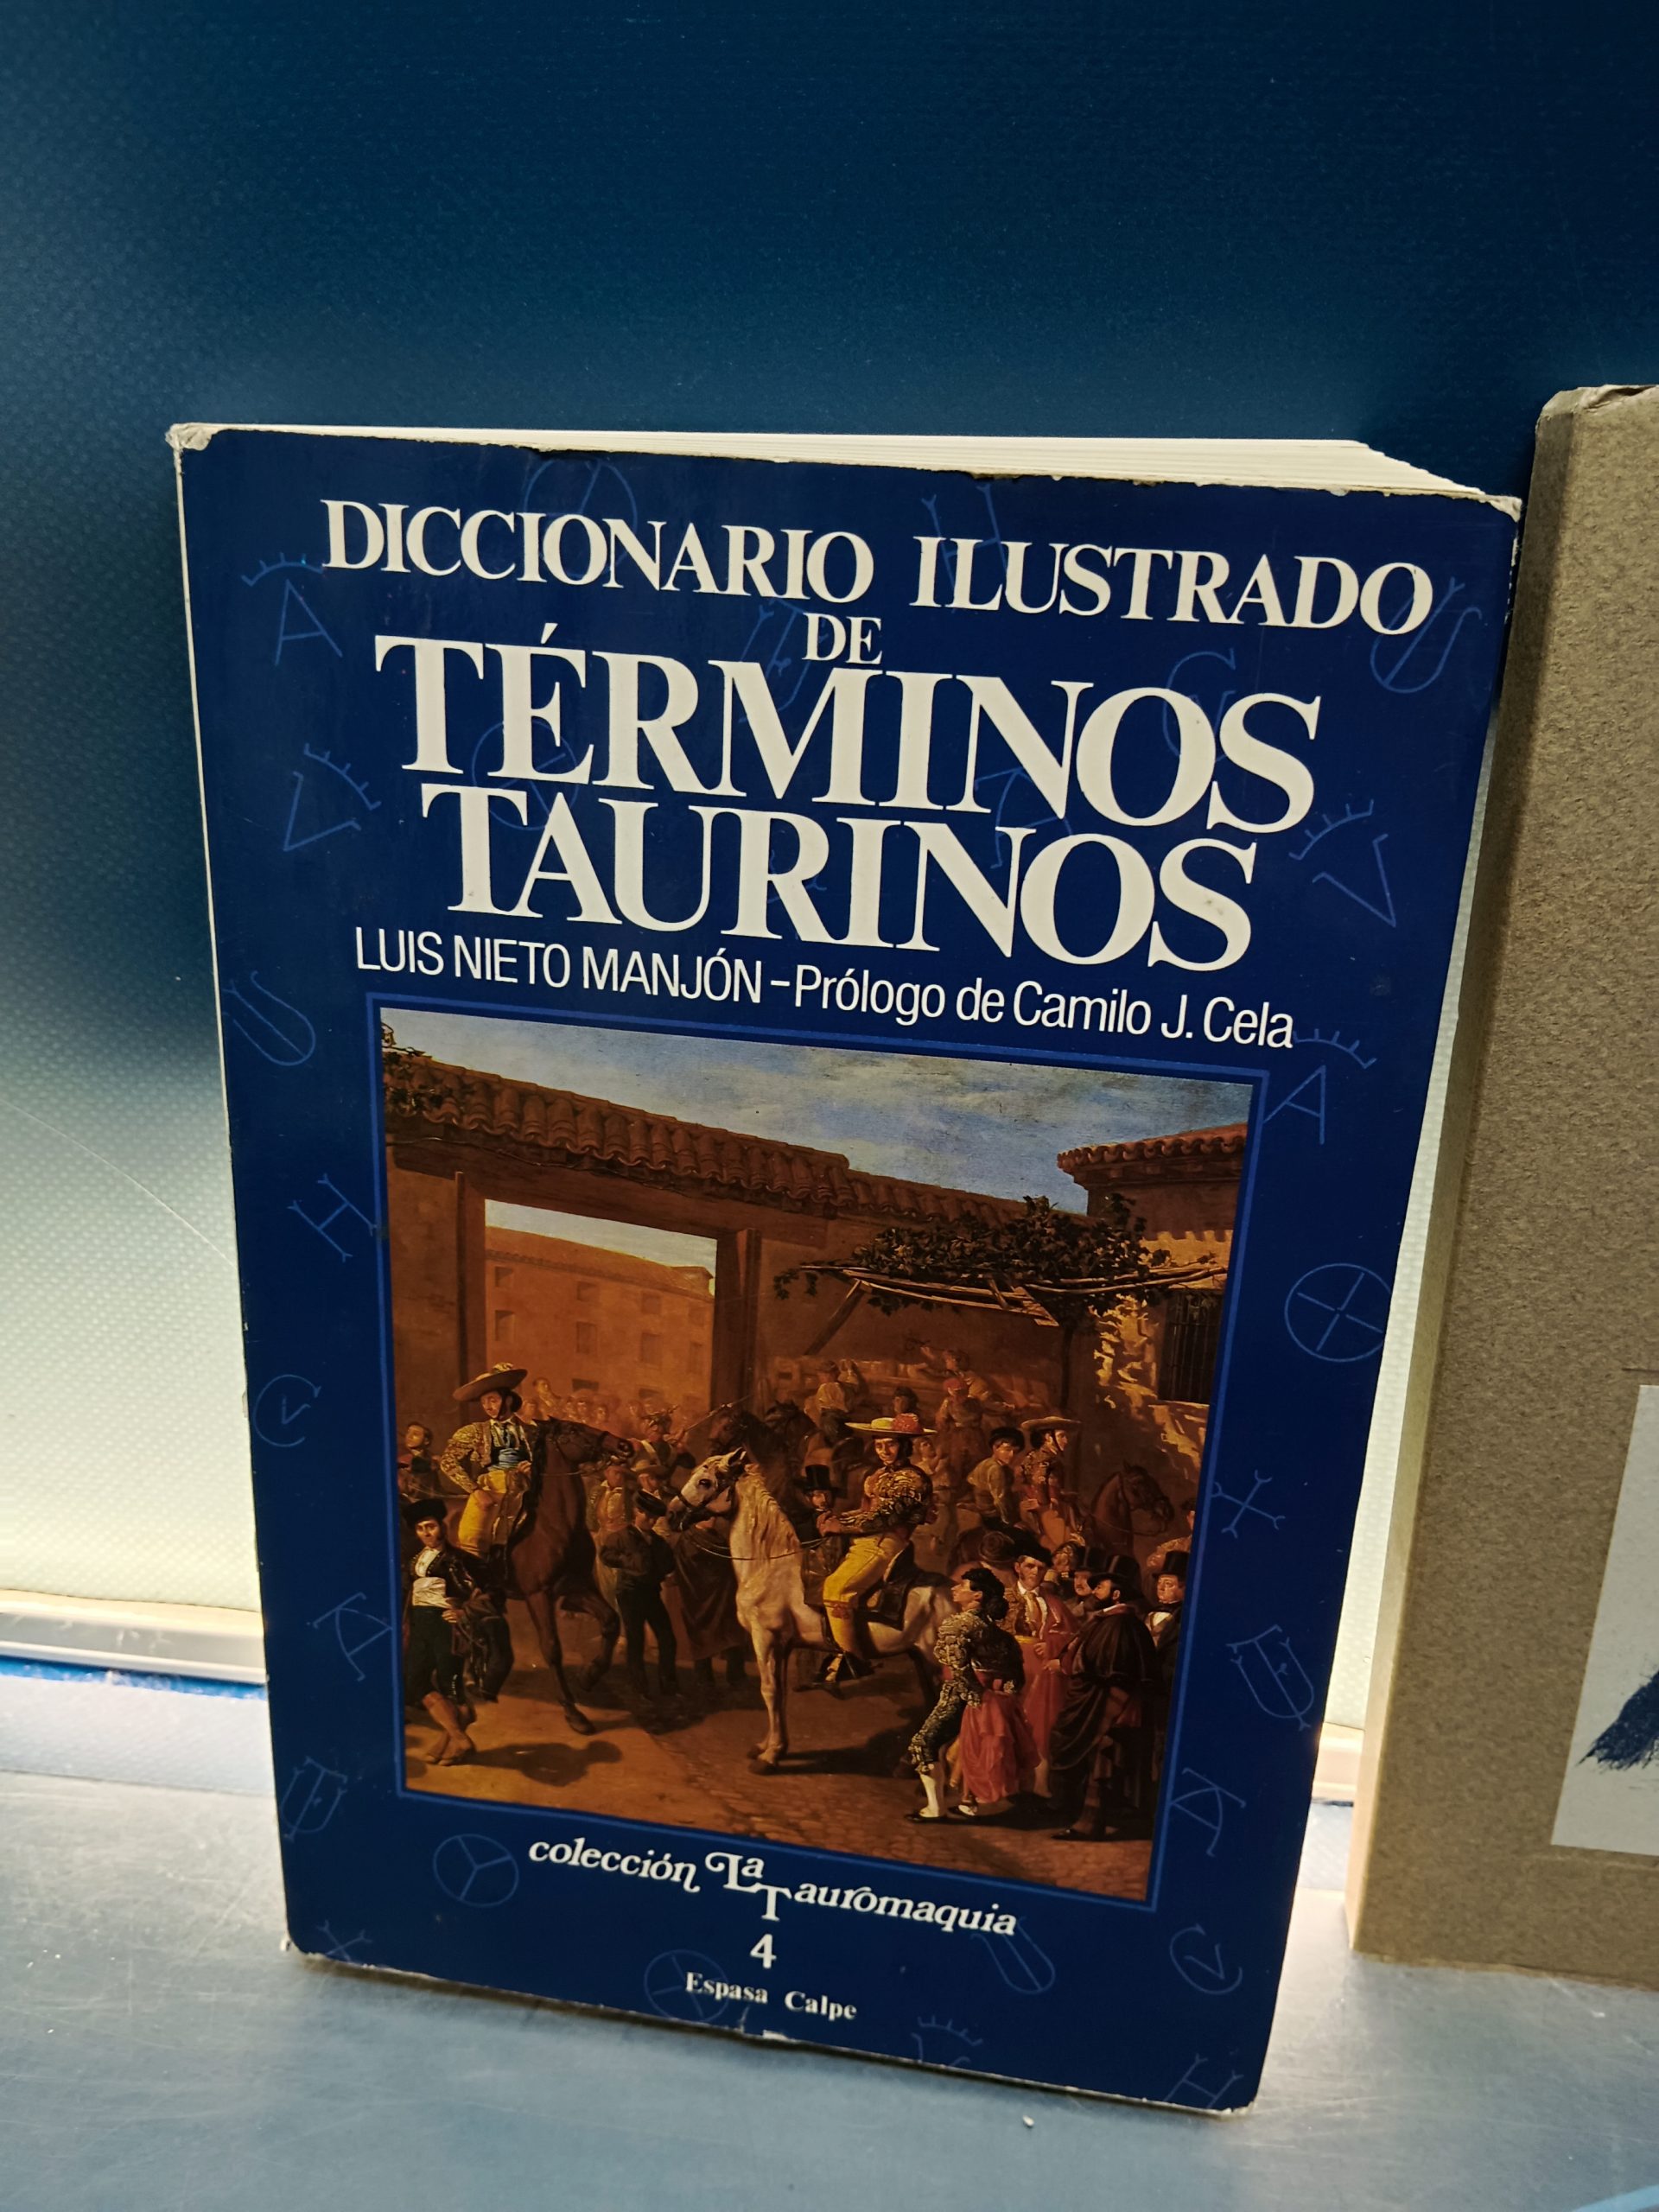 DICCIONARIO ILUSTRADO
DE
TÉRMINOS
TAURINOS
LUIS NIETO MANJÓN - Prólogo de Camilo J. Cela
colección La Tauromaquia
4
Espasa Calpe